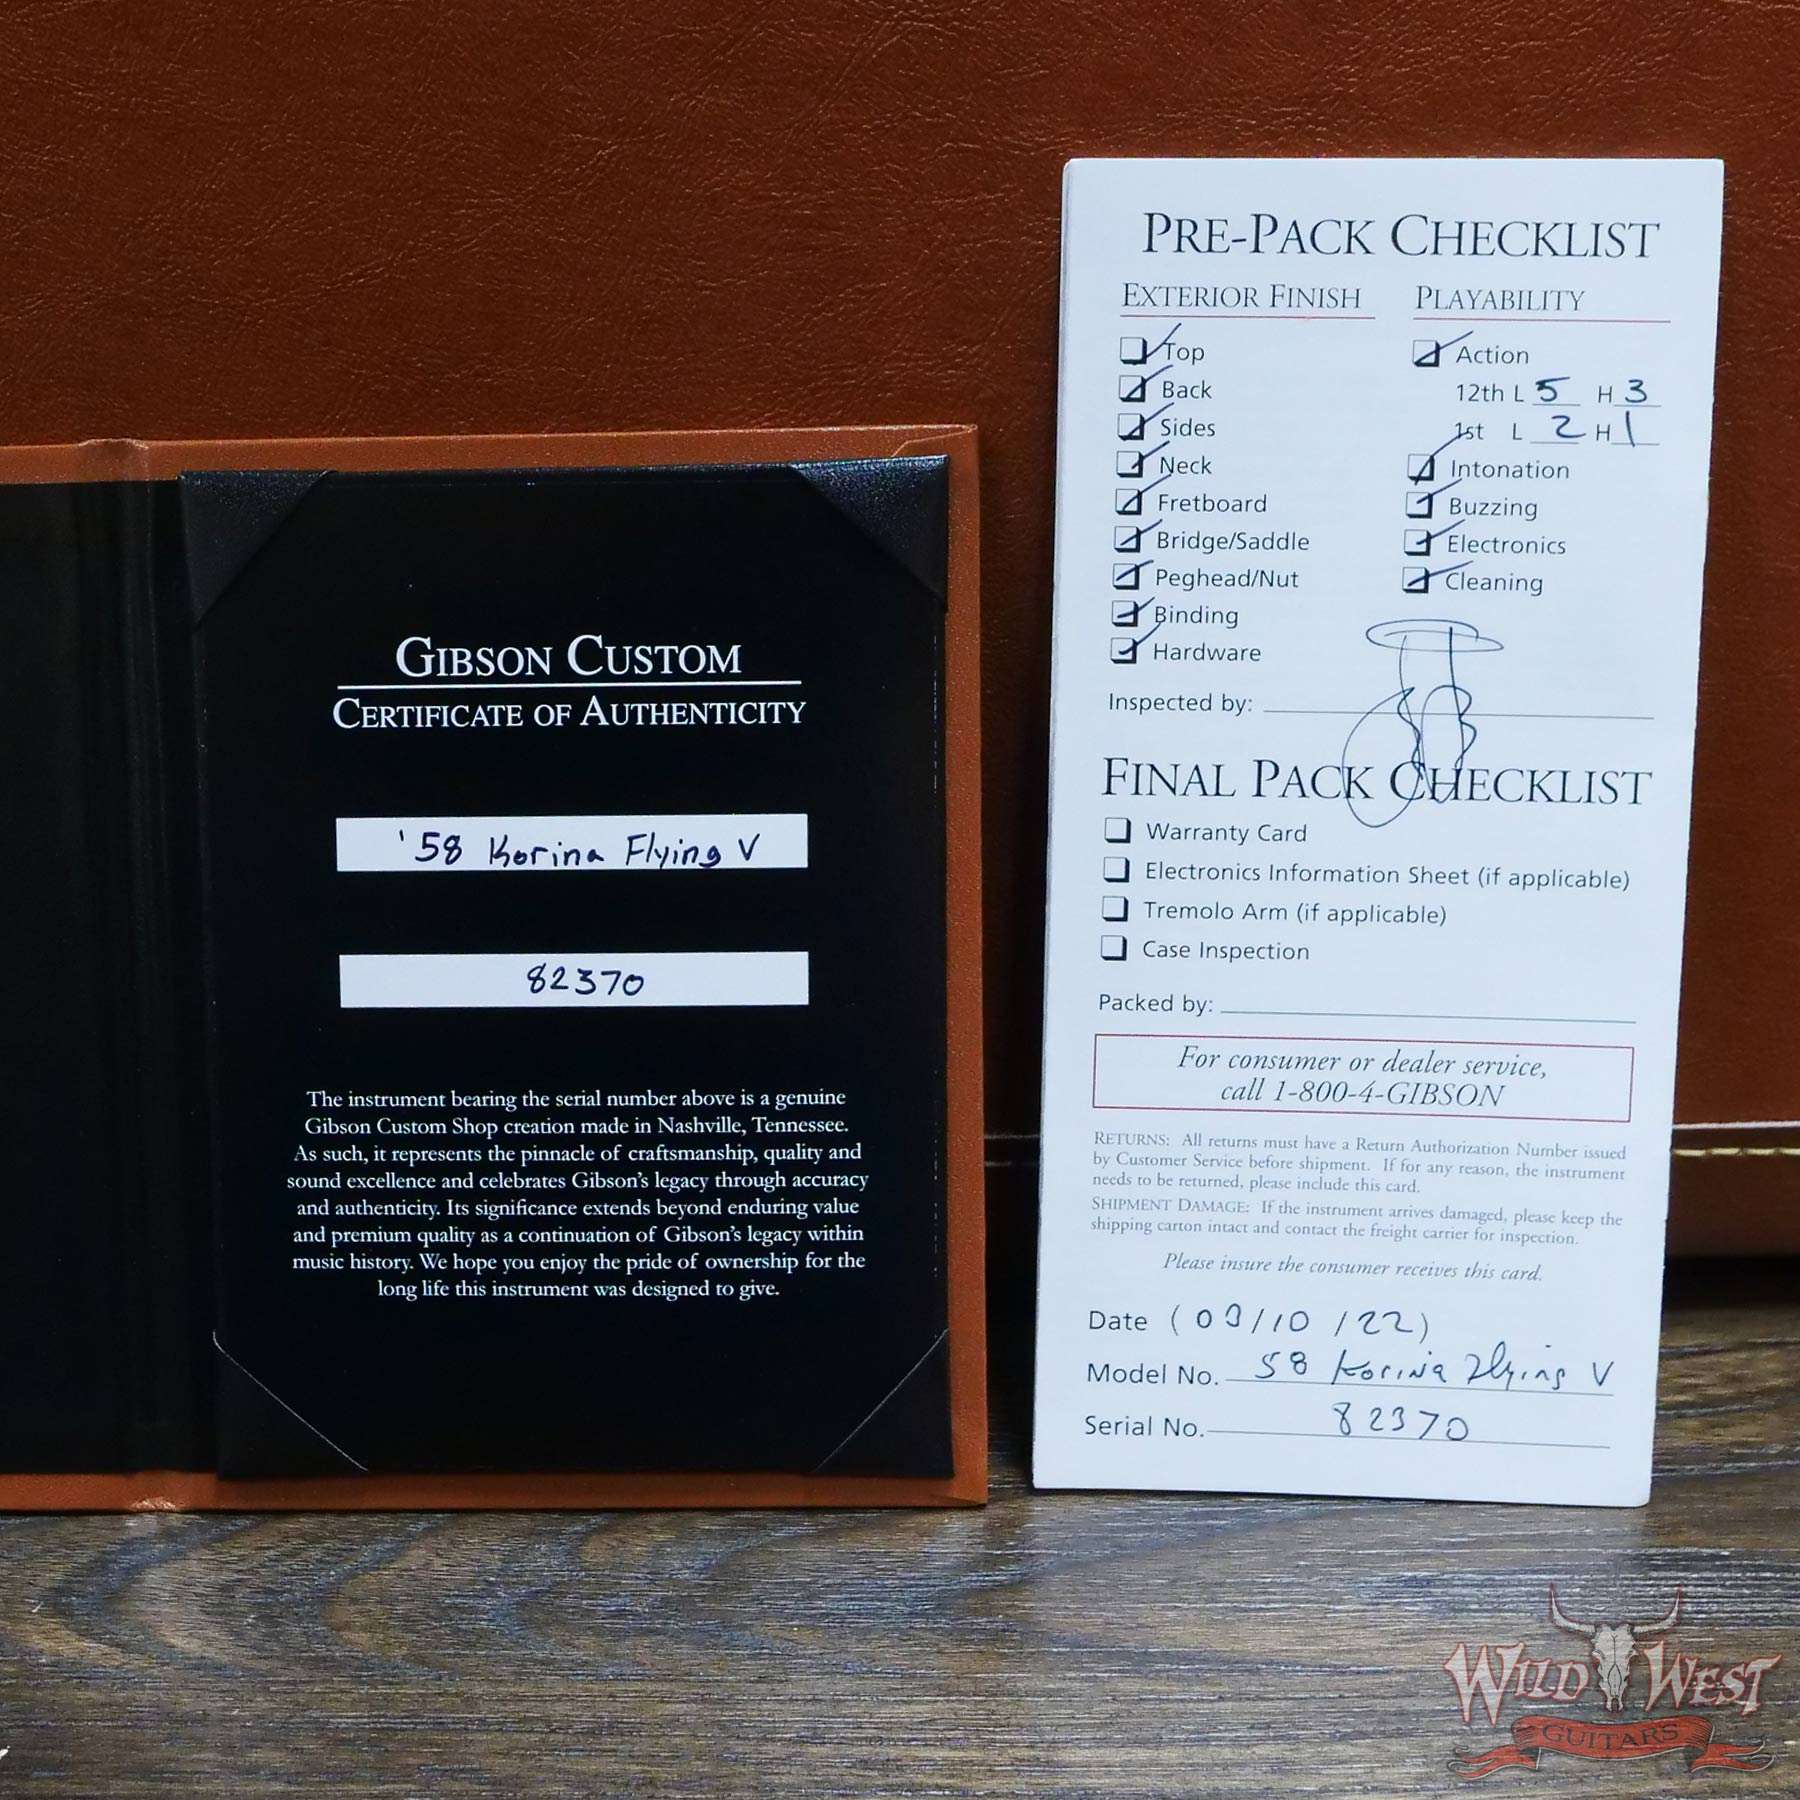 GIBSON CUSTOM
CERTIFICATE OF AUTHENTICITY
'58 Korina Flying V
82370
The instrument bearing the serial number above is a genuine
Gibson Custom Shop creation made in Nashville, Tennessee.
As such, it represents the pinnacle of craftsmanship, quality and
sound excellence and celebrates Gibson's legacy through accuracy
and authenticity. Its significance extends beyond enduring value
and premium quality as a continuation of Gibson's legacy within
music history. We hope you enjoy the pride of ownership for the
long life this instrument was designed to give.
PRE-PACK CHECKLIST
EXTERIOR FINISH
Top
Back
Sides
Neck
Fretboard
Bridge/Saddle
Peghead/Nut
Binding
Hardware
PLAYABILITY
Action
12th L 5 H 3
1st L 2 H 1
Intonation
Buzzing
Electronics
Cleaning
Inspected by:
FINAL PACK CHECKLIST
Warranty Card
Electronics Information Sheet (if applicable)
Tremolo Arm (if applicable)
Case Inspection
Packed by:
For consumer or dealer service,
call 1-800-4-GIBSON
RETURNS: All returns must have a Return Authorization Number issued
by Customer Service before shipment. If for any reason, the instrument
needs to be returned, please include this card.
SHIPMENT DAMAGE: If the instrument arrives damaged, please keep the
shipping carton intact and contact the freight carrier for inspection.
Please insure the consumer receives this card.
Date (03/10/22)
Model No. 58 Korina Flying V
Serial No. 82370
WILD WEST
GUITARS